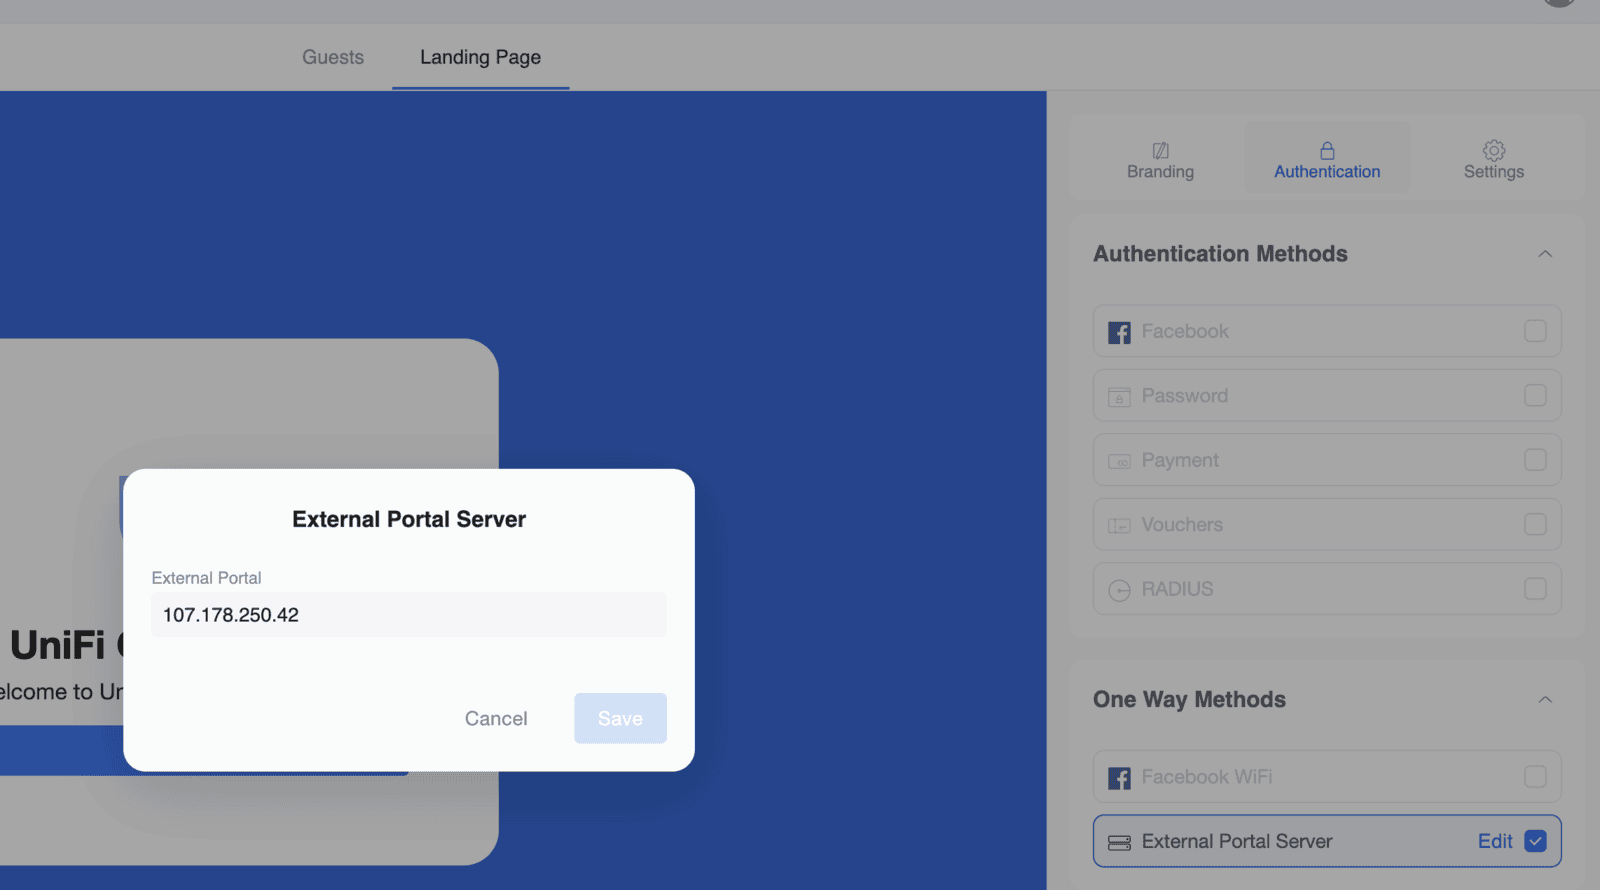 Guests
Landing Page
Branding
Authentication
Settings
Authentication Methods
Facebook
Password
Payment
Vouchers
RADIUS
External Portal Server
External Portal
107.178.250.42
Cancel
Save
UniFi
elcome to Un
One Way Methods
Facebook WiFi
External Portal Server
Edit